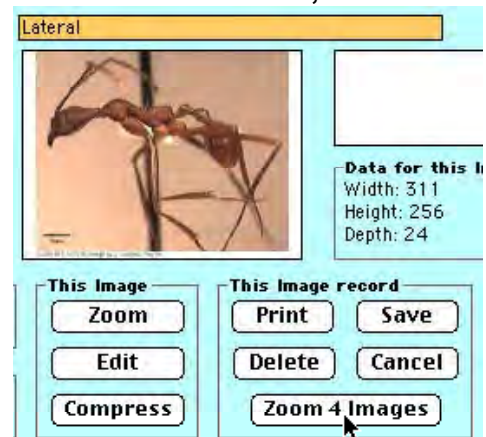 Lateral
Data for this I
Width: 311
Height: 256
Depth: 24
This Image
This Image record
Zoom
Print
Save
Edit
Delete
Cancel
Compress
Zoom 4 Images